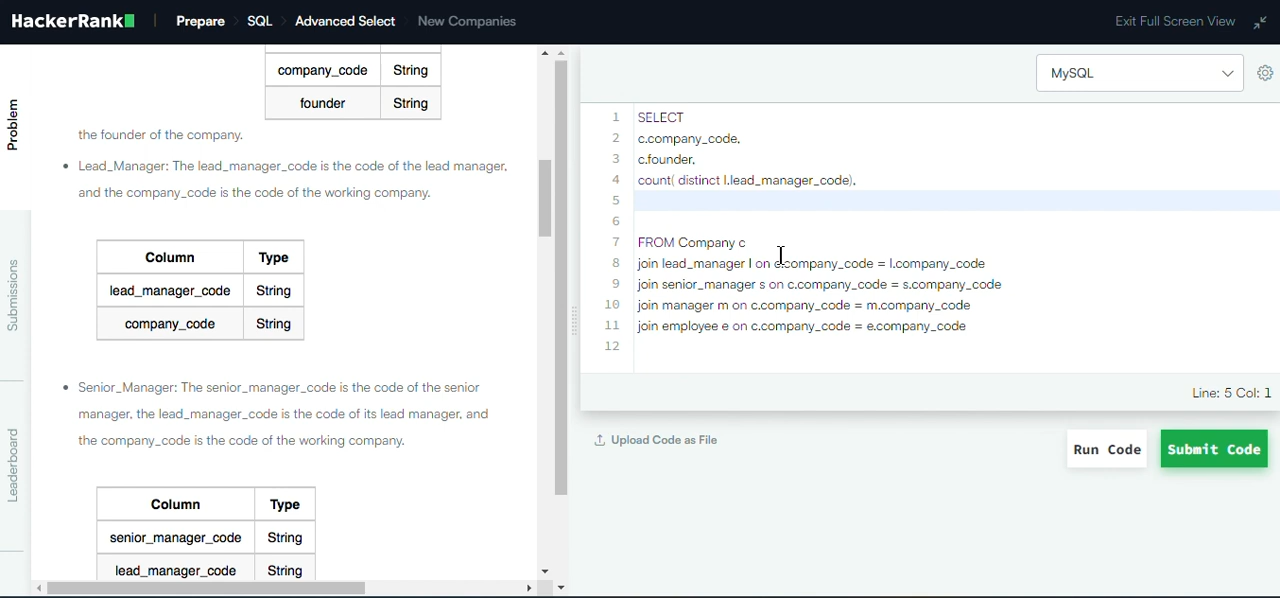 HackerRank | Prepare > SQL > Advanced Select > New Companies
Exit Full Screen View
Problem
Submissions
Leaderboard
company_code String
founder String
the founder of the company.
• Lead_Manager: The lead_manager_code is the code of the lead manager,
and the company_code is the code of the working company.
Column Type
lead_manager_code String
company_code String
• Senior_Manager: The senior_manager_code is the code of the senior
manager, the lead_manager_code is the code of its lead manager, and
the company_code is the code of the working company.
Column Type
senior_manager_code String
lead_manager_code String
MySQL
1 SELECT
2 c.company_code,
3 c.founder,
4 count( distinct l.lead_manager_code),
5
6
7 FROM Company c
8 join lead_manager l on c.company_code = l.company_code
9 join senior_manager s on c.company_code = s.company_code
10 join manager m on c.company_code = m.company_code
11 join employee e on c.company_code = e.company_code
12
Line: 5 Col: 1
Upload Code as File
Run Code
Submit Code